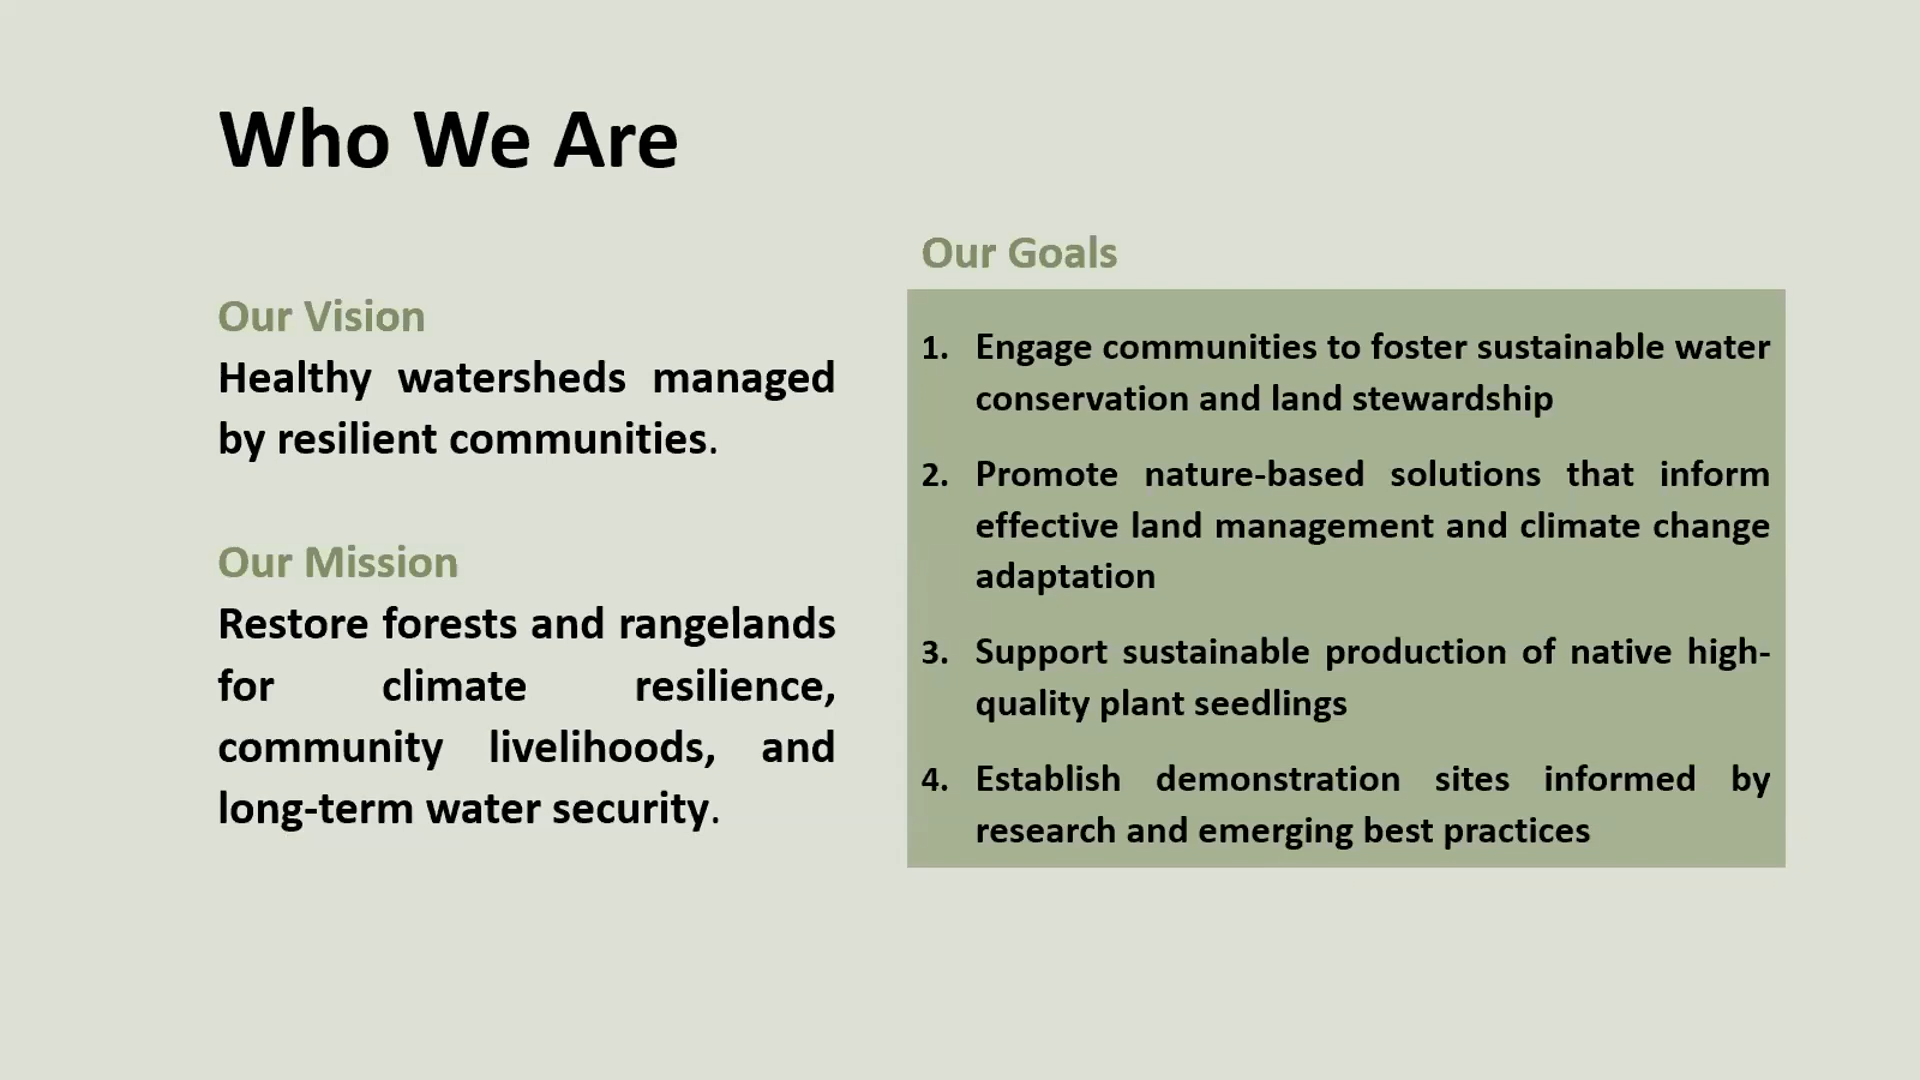 Who We Are
Our Vision
Healthy watersheds managed
by resilient communities.
Our Mission
Restore forests and rangelands
for climate resilience,
community livelihoods, and
long-term water security.
Our Goals
1. Engage communities to foster sustainable water
conservation and land stewardship
2. Promote nature-based solutions that inform
effective land management and climate change
adaptation
3. Support sustainable production of native high-
quality plant seedlings
4. Establish demonstration sites informed by
research and emerging best practices